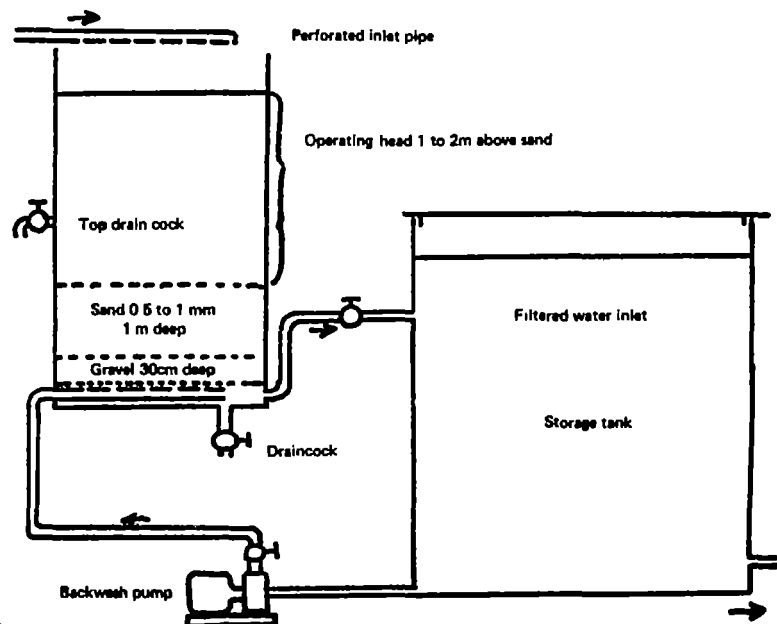 Perforated inlet pipe
Operating head 1 to 2m above sand
Top drain cock
Sand 0 5 to 1 mm
1 m deep
Filtered water inlet
Gravel 30cm deep
Storage tank
Draincock
Backwash pump